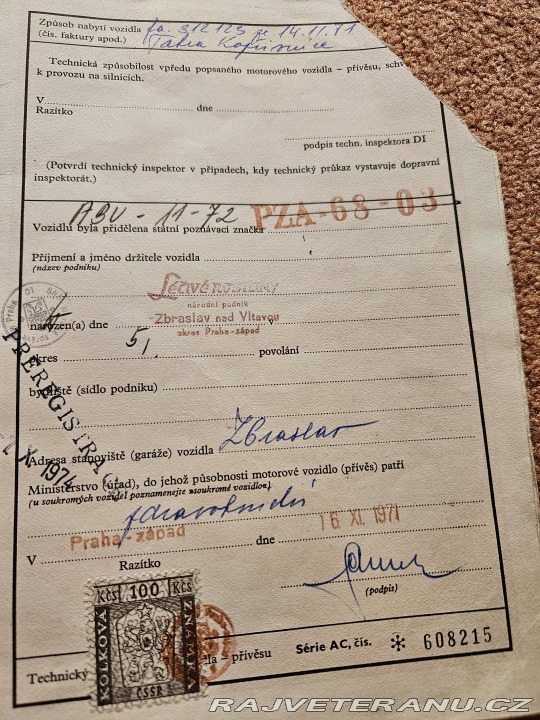 Způsob nabytí vozidla fa. 312123 ze 14.11.71
(čís. faktury apod.) Tatra Kopřivnice
Technická způsobilost vpředu popsaného motorového vozidla – přívěsu, schv
k provozu na silnicích.
V dne
Razítko
podpis techn. inspektora DI
(Potvrdí technický inspektor v případech, kdy technický průkaz vystavuje dopravní
inspektorát.)
ABU - 11-72 PZA-68-03
Vozidlu byla přidělena státní poznávací značka
Příjmení a jméno držitele vozidla
(název podniku)
Léčivé rostliny
národní podnik
Zbraslav nad Vltavou
okres Praha-západ
narozen(a) dne
okres 5, povolání
bydliště (sídlo podniku)
PREREGISTRA
X 1974
Adresa stanoviště (garáže) vozidla Zbraslav
Ministerstvo (úřad), do jehož působnosti motorové vozidlo (přívěs) patří
(u soukromých vozidel poznamenejte »soukromé vozidlo«)
zdravotnictví
V Praha-západ dne 16. XI. 1971
Razítko
(podpis)
Kčs 100 Kčs
KOLKOVÁ
ZNÁMKA
ČSSR
Technický la – přívěsu Série AC, čís. ✻ 608215
RAJVETERANU.CZ